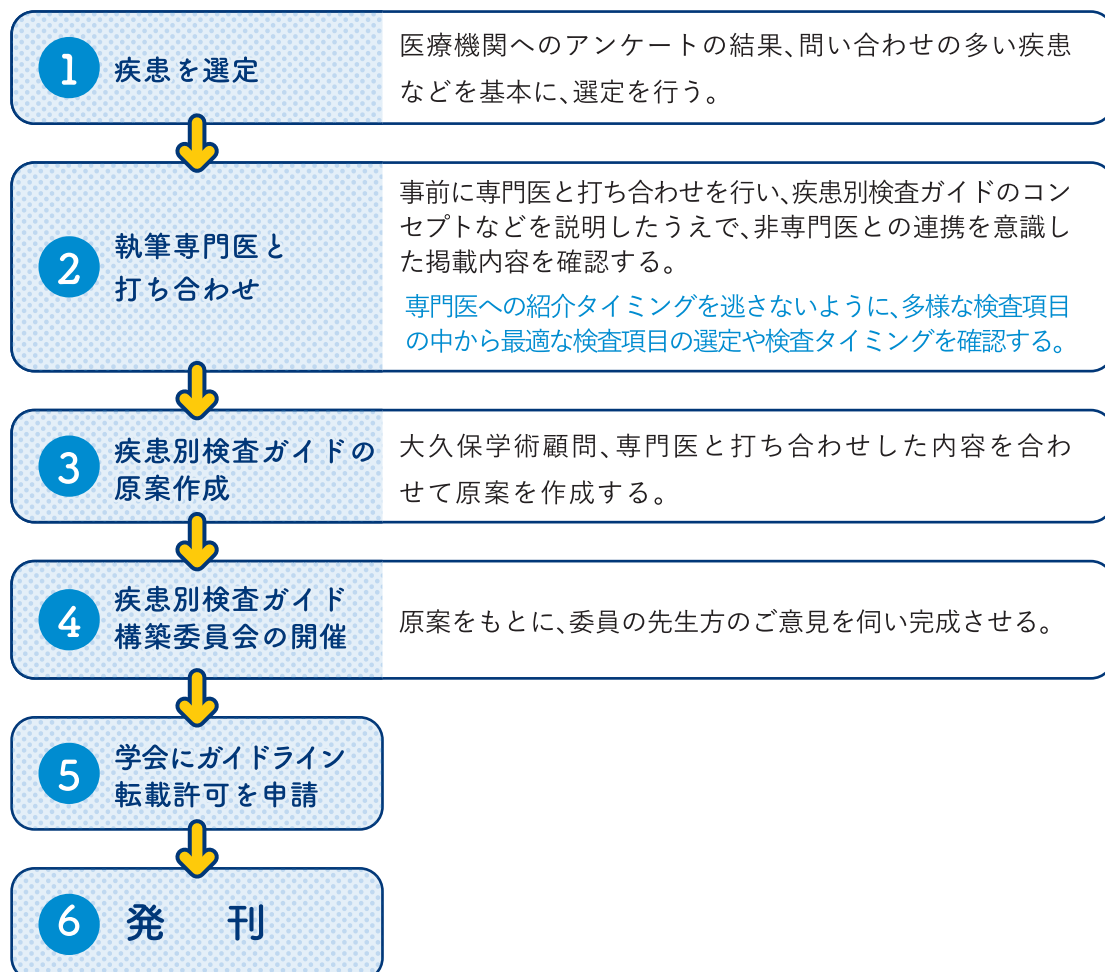 1 疾患を選定
医療機関へのアンケートの結果、問い合わせの多い疾患
などを基本に、選定を行う。
2 執筆専門医と
打ち合わせ
事前に専門医と打ち合わせを行い、疾患別検査ガイドのコン
セプトなどを説明したうえで、非専門医との連携を意識し
た掲載内容を確認する。
専門医への紹介タイミングを逃さないように、多様な検査項目
の中から最適な検査項目の選定や検査タイミングを確認する。
3 疾患別検査ガイドの
原案作成
大久保学術顧問、専門医と打ち合わせした内容を合わ
せて原案を作成する。
4 疾患別検査ガイド
構築委員会の開催
原案をもとに、委員の先生方のご意見を伺い完成させる。
5 学会にガイドライン
転載許可を申請
6 発　刊